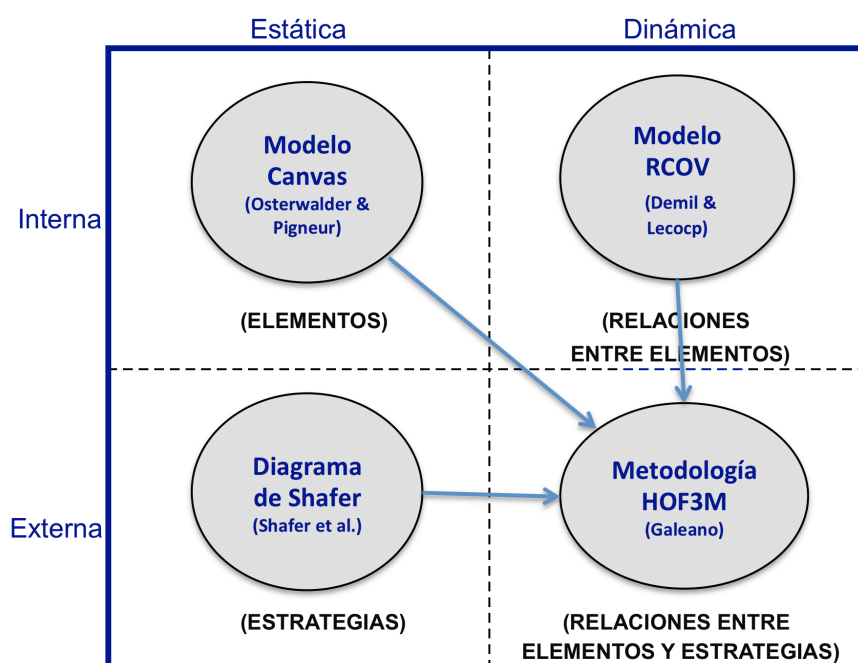 Estática
Dinámica
Interna
Modelo
Canvas
(Osterwalder &
Pigneur)
(ELEMENTOS)
Modelo
RCOV
(Demil &
Lecocp)
(RELACIONES
ENTRE ELEMENTOS)
Externa
Diagrama
de Shafer
(Shafer et al.)
(ESTRATEGIAS)
Metodología
HOF3M
(Galeano)
(RELACIONES ENTRE
ELEMENTOS Y ESTRATEGIAS)